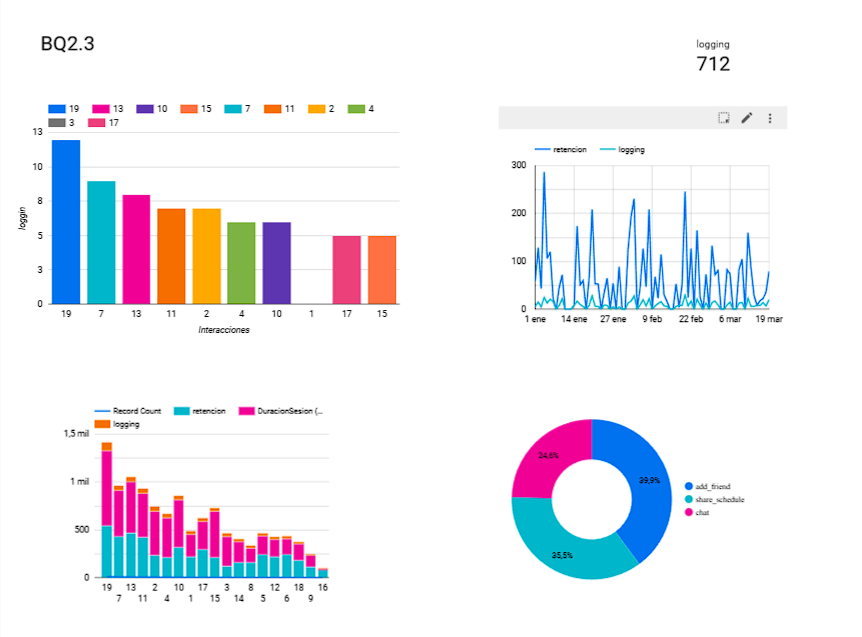 BQ2.3
logging
712
19 13 10 15 7 11 2 4
3 17
13
10
8
5
3
0
loggin
19 7 13 11 2 4 10 1 17 15
Interacciones
retencion logging
300
200
100
0
1 ene 14 ene 27 ene 9 feb 22 feb 6 mar 19 mar
Record Count retencion DuracionSesion (...
logging
1,5 mil
1 mil
500
0
19 13 2 10 17 3 8 12 18 16
7 11 4 1 15 14 5 6 9
24,6%
39,9%
35,5%
add_friend
share_schedule
chat